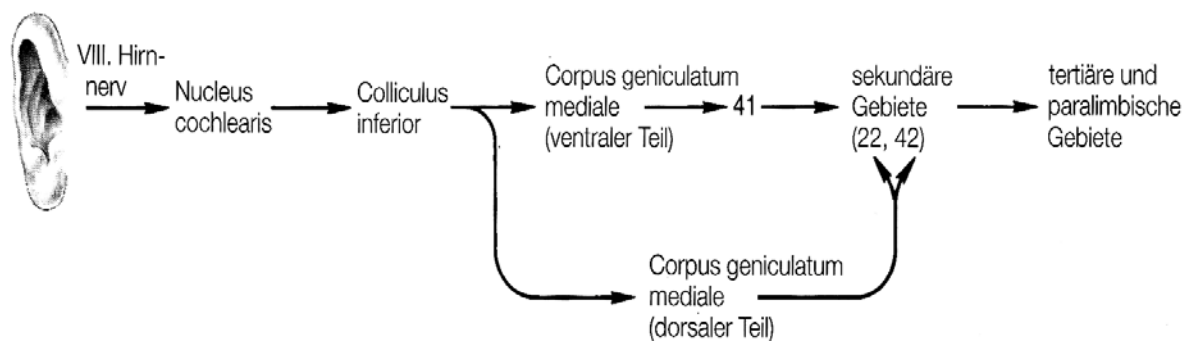 VIII. Hirn-
nerv
Nucleus
cochlearis
Colliculus
inferior
Corpus geniculatum
mediale
(ventraler Teil)
41
sekundäre
Gebiete
(22, 42)
tertiäre und
paralimbische
Gebiete
Corpus geniculatum
mediale
(dorsaler Teil)